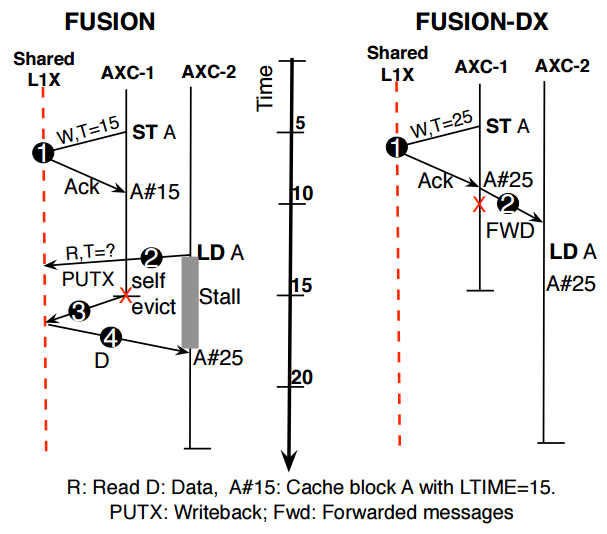 FUSION
Shared
L1X
AXC-1
AXC-2
W,T=15
ST A
1
Ack
A#15
R,T=?
2
LD A
PUTX
self
evict
Stall
3
4
D
A#25
Time
5
10
15
20
FUSION-DX
Shared
L1X
AXC-1
AXC-2
W,T=25
ST A
1
Ack
A#25
2
FWD
LD A
A#25
R: Read D: Data, A#15: Cache block A with LTIME=15.
PUTX: Writeback; Fwd: Forwarded messages